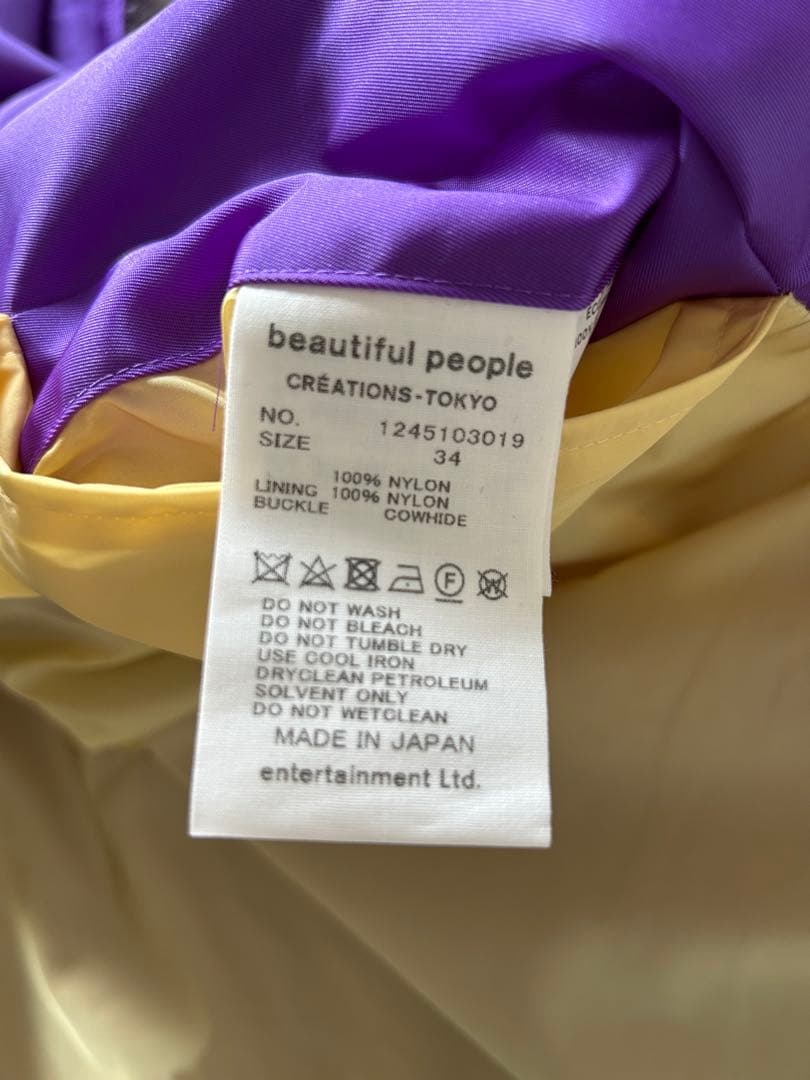 beautiful people
CRÉATIONS-TOKYO
NO. 1245103019
SIZE 34
100% NYLON
LINING 100% NYLON
BUCKLE COWHIDE
F
W
DO NOT WASH
DO NOT BLEACH
DO NOT TUMBLE DRY
USE COOL IRON
DRYCLEAN PETROLEUM
SOLVENT ONLY
DO NOT WETCLEAN
MADE IN JAPAN
entertainment Ltd.